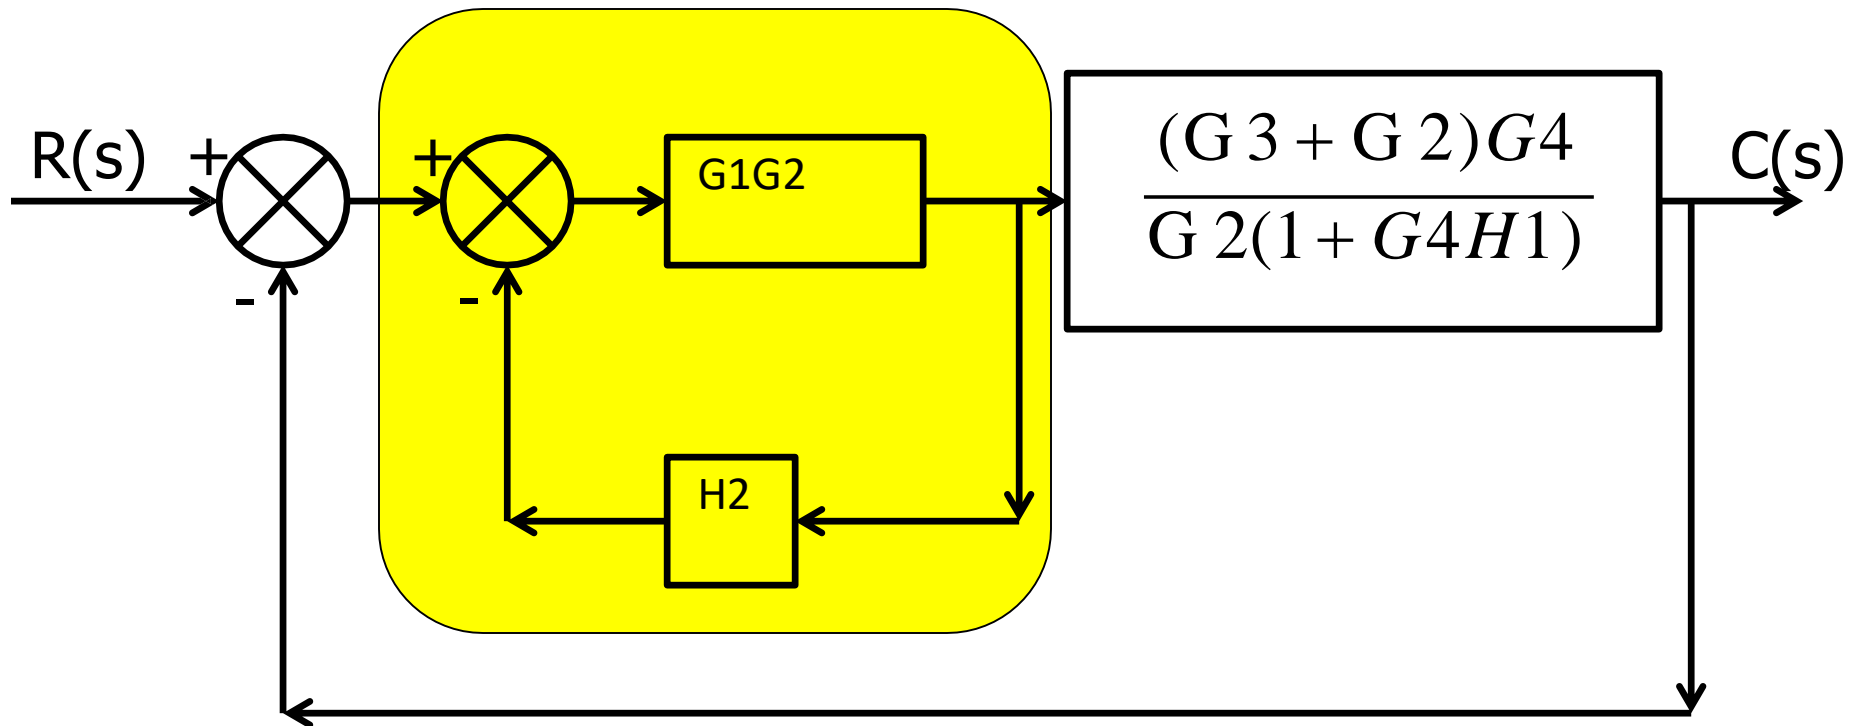 R(s)
+
-
+
-
G1G2
H2
(G 3 + G 2)G4
G 2(1 + G4H1)
C(s)